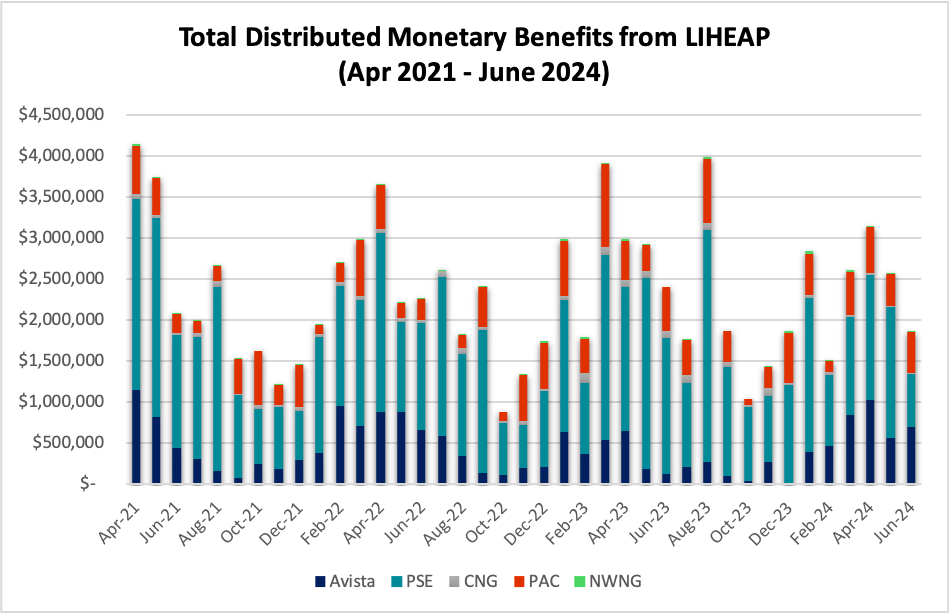 Total Distributed Monetary Benefits from LIHEAP
(Apr 2021 - June 2024)
$4,500,000
$4,000,000
$3,500,000
$3,000,000
$2,500,000
$2,000,000
$1,500,000
$1,000,000
$500,000
$-
Apr-21 Jun-21 Aug-21 Oct-21 Dec-21 Feb-22 Apr-22 Jun-22 Aug-22 Oct-22 Dec-22 Feb-23 Apr-23 Jun-23 Aug-23 Oct-23 Dec-23 Feb-24 Apr-24 Jun-24
Avista PSE CNG PAC NWNG